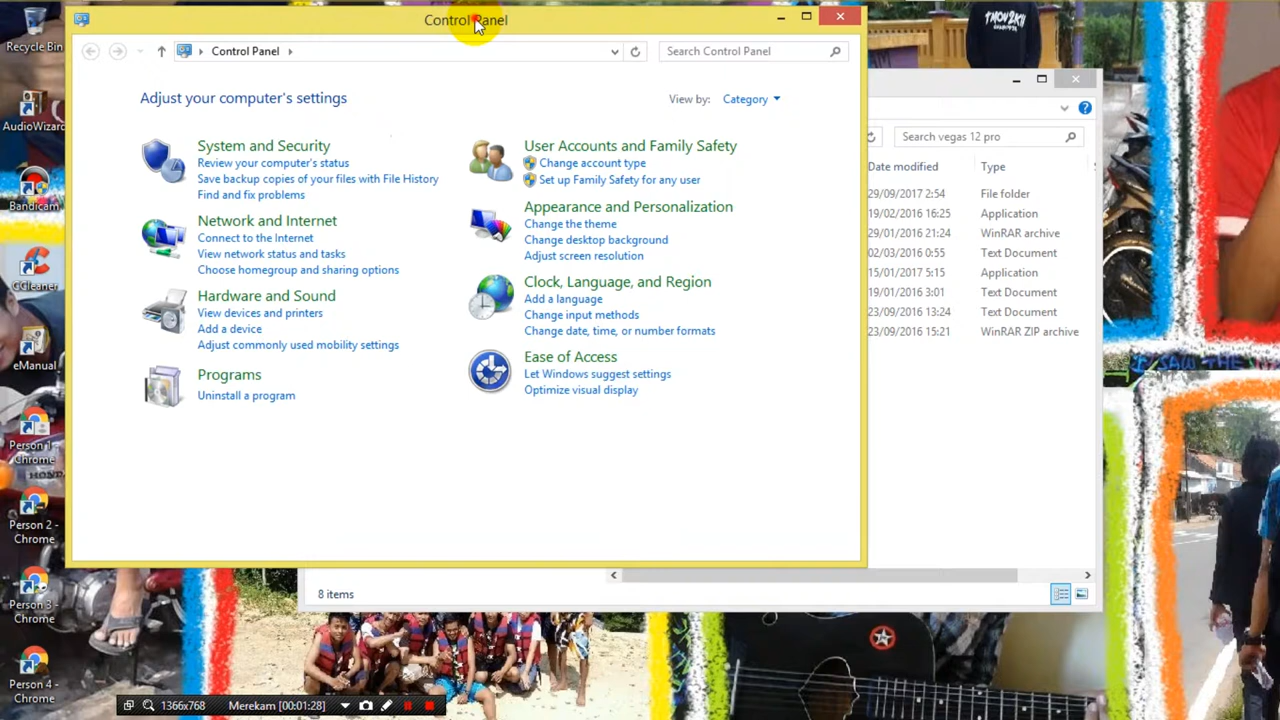 Control Panel
Control Panel
Search Control Panel
Adjust your computer's settings
View by: Category
System and Security
Review your computer's status
Save backup copies of your files with File History
Find and fix problems
Network and Internet
Connect to the Internet
View network status and tasks
Choose homegroup and sharing options
Hardware and Sound
View devices and printers
Add a device
Adjust commonly used mobility settings
Programs
Uninstall a program
User Accounts and Family Safety
Change account type
Set up Family Safety for any user
Appearance and Personalization
Change the theme
Change desktop background
Adjust screen resolution
Clock, Language, and Region
Add a language
Change input methods
Change date, time, or number formats
Ease of Access
Let Windows suggest settings
Optimize visual display
Search vegas 12 pro
Date modified Type
29/09/2017 2:54 File folder
19/02/2016 16:25 Application
29/01/2016 21:24 WinRAR archive
02/03/2016 0:55 Text Document
15/01/2017 5:15 Application
19/01/2016 3:01 Text Document
23/09/2016 13:24 Text Document
23/09/2016 15:21 WinRAR ZIP archive
8 items
Recycle Bin
AudioWizard
Bandicam
CCleaner
eManual
Person 1 -
Chrome
Person 2 -
Chrome
Person 3 -
Chrome
Person 4 -
Chrome
1366x768 Merekam [00:01:28]
I SAW THE